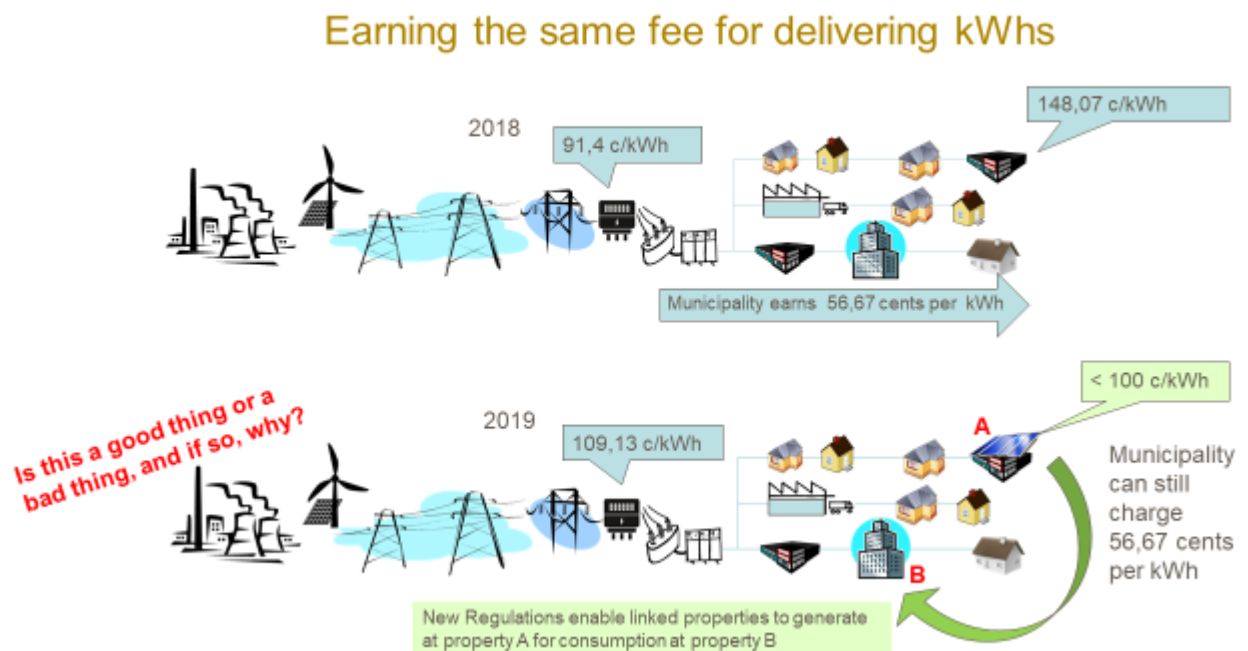 Earning the same fee for delivering kWhs
148,07 c/kWh
2018
91,4 c/kWh
Municipality earns 56,67 cents per kWh
< 100 c/kWh
Is this a good thing or a
bad thing, and if so, why?
2019
A
109,13 c/kWh
Municipality
can still
charge
56,67 cents
per kWh
B
New Regulations enable linked properties to generate
at property A for consumption at property B